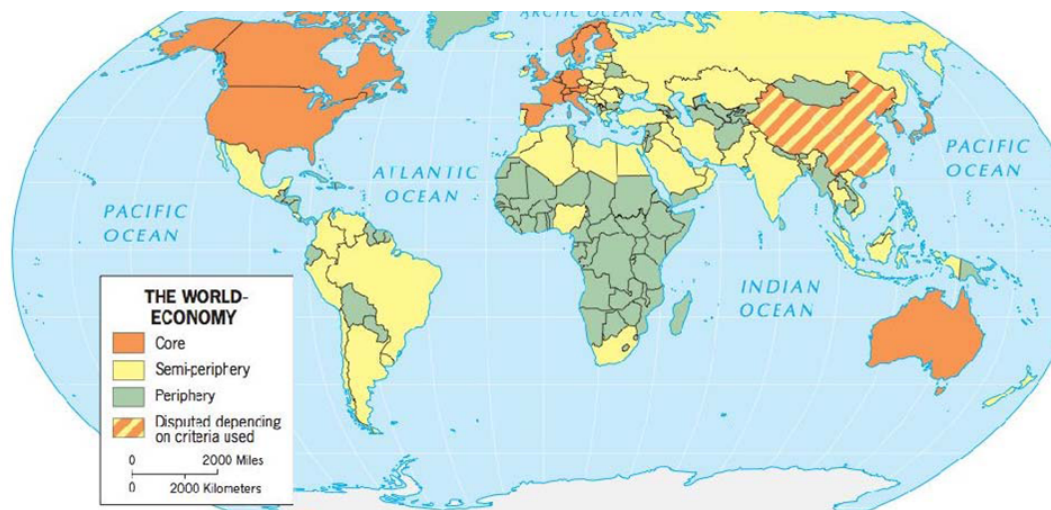 ARCTIC OCEAN
ATLANTIC
OCEAN
PACIFIC
OCEAN
PACIFIC
OCEAN
INDIAN
OCEAN
THE WORLD-
ECONOMY
Core
Semi-periphery
Periphery
Disputed depending
on criteria used
0 2000 Miles
0 2000 Kilometers